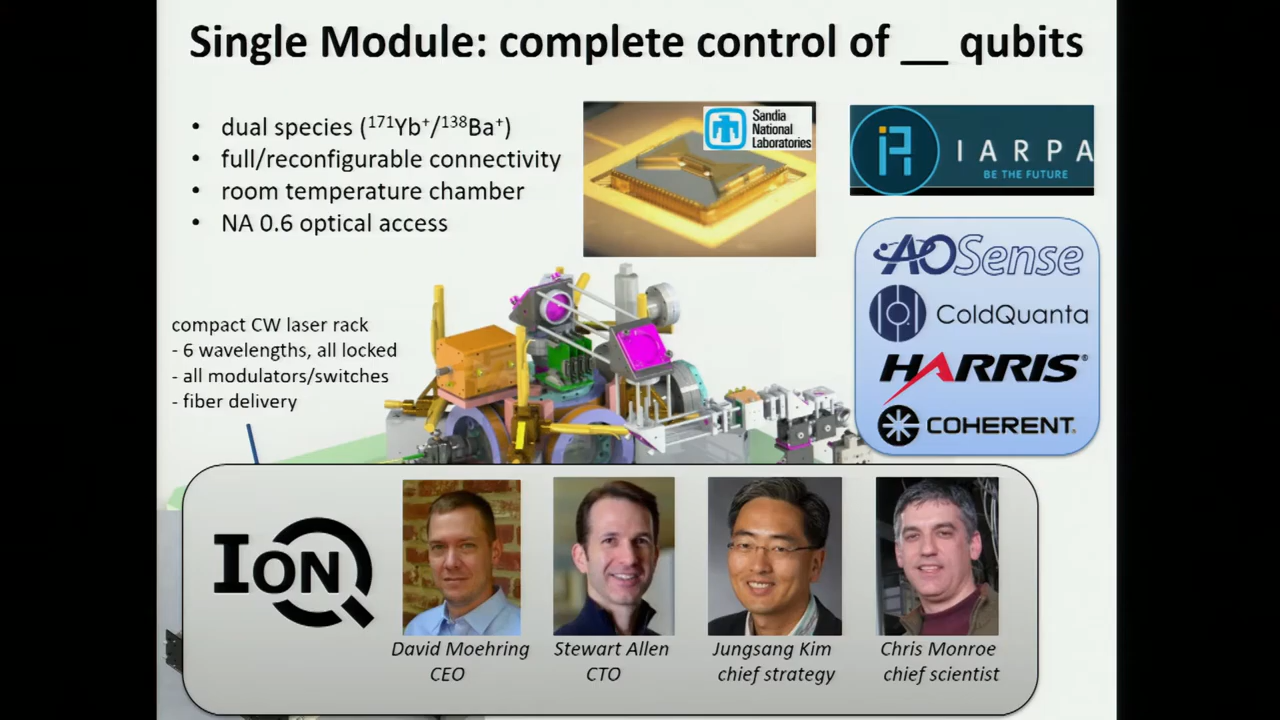 Single Module: complete control of __ qubits
• dual species (¹⁷¹Yb⁺/¹³⁸Ba⁺)
• full/reconfigurable connectivity
• room temperature chamber
• NA 0.6 optical access
Sandia
National
Laboratories
IARPA
BE THE FUTURE
AOSense
ColdQuanta
HARRIS®
COHERENT.
compact CW laser rack
- 6 wavelengths, all locked
- all modulators/switches
- fiber delivery
IONQ
David Moehring
CEO
Stewart Allen
CTO
Jungsang Kim
chief strategy
Chris Monroe
chief scientist